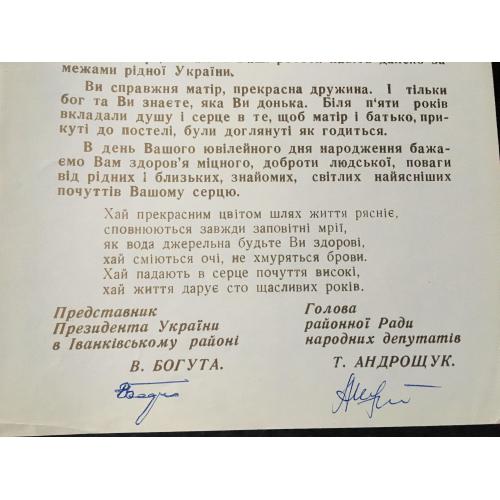 межами рідної України.
Ви справжня матір, прекрасна дружина. І тільки
бог та Ви знаєте, яка Ви донька. Біля п'яти років
вкладали душу і серце в те, щоб матір і батько, при-
куті до постелі, були доглянуті як годиться.
В день Вашого ювілейного дня народження бажа-
ємо Вам здоров'я міцного, доброти людської, поваги
від рідних і близьких, знайомих, світлих найясніших
почуттів Вашому серцю.
Хай прекрасним цвітом шлях життя рясніє,
сповнюються завжди заповітні мрії,
як вода джерельна будьте Ви здорові,
хай сміються очі, не хмуряться брови.
Хай падають в серце почуття високі,
хай життя дарує сто щасливих років.
Представник
Президента України
в Іванківському районі
В. БОГУТА.
Голова
районної Ради
народних депутатів
Т. АНДРОЩУК.